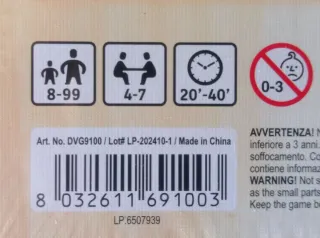 8-99
4-7
20'-40'
0-3
Art. No. DVG9100 / Lot# LP-202410-1 / Made in China
8 032611 691003
LP:6507939
AVVERTENZA!
inferiore a 3 anni.
soffocamento. Co
contiene informaz
WARNING! Not s
as the small parts
Keep the game b